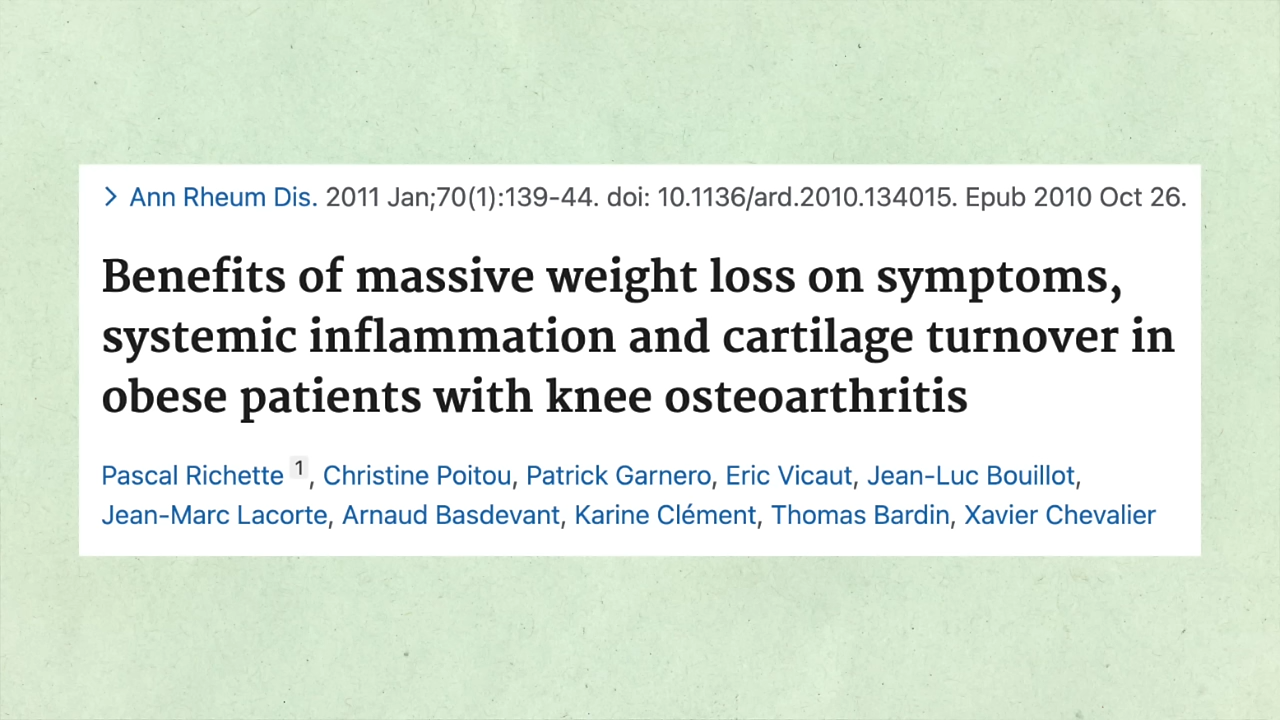 > Ann Rheum Dis. 2011 Jan;70(1):139-44. doi: 10.1136/ard.2010.134015. Epub 2010 Oct 26.
Benefits of massive weight loss on symptoms,
systemic inflammation and cartilage turnover in
obese patients with knee osteoarthritis
Pascal Richette 1, Christine Poitou, Patrick Garnero, Eric Vicaut, Jean-Luc Bouillot,
Jean-Marc Lacorte, Arnaud Basdevant, Karine Clément, Thomas Bardin, Xavier Chevalier